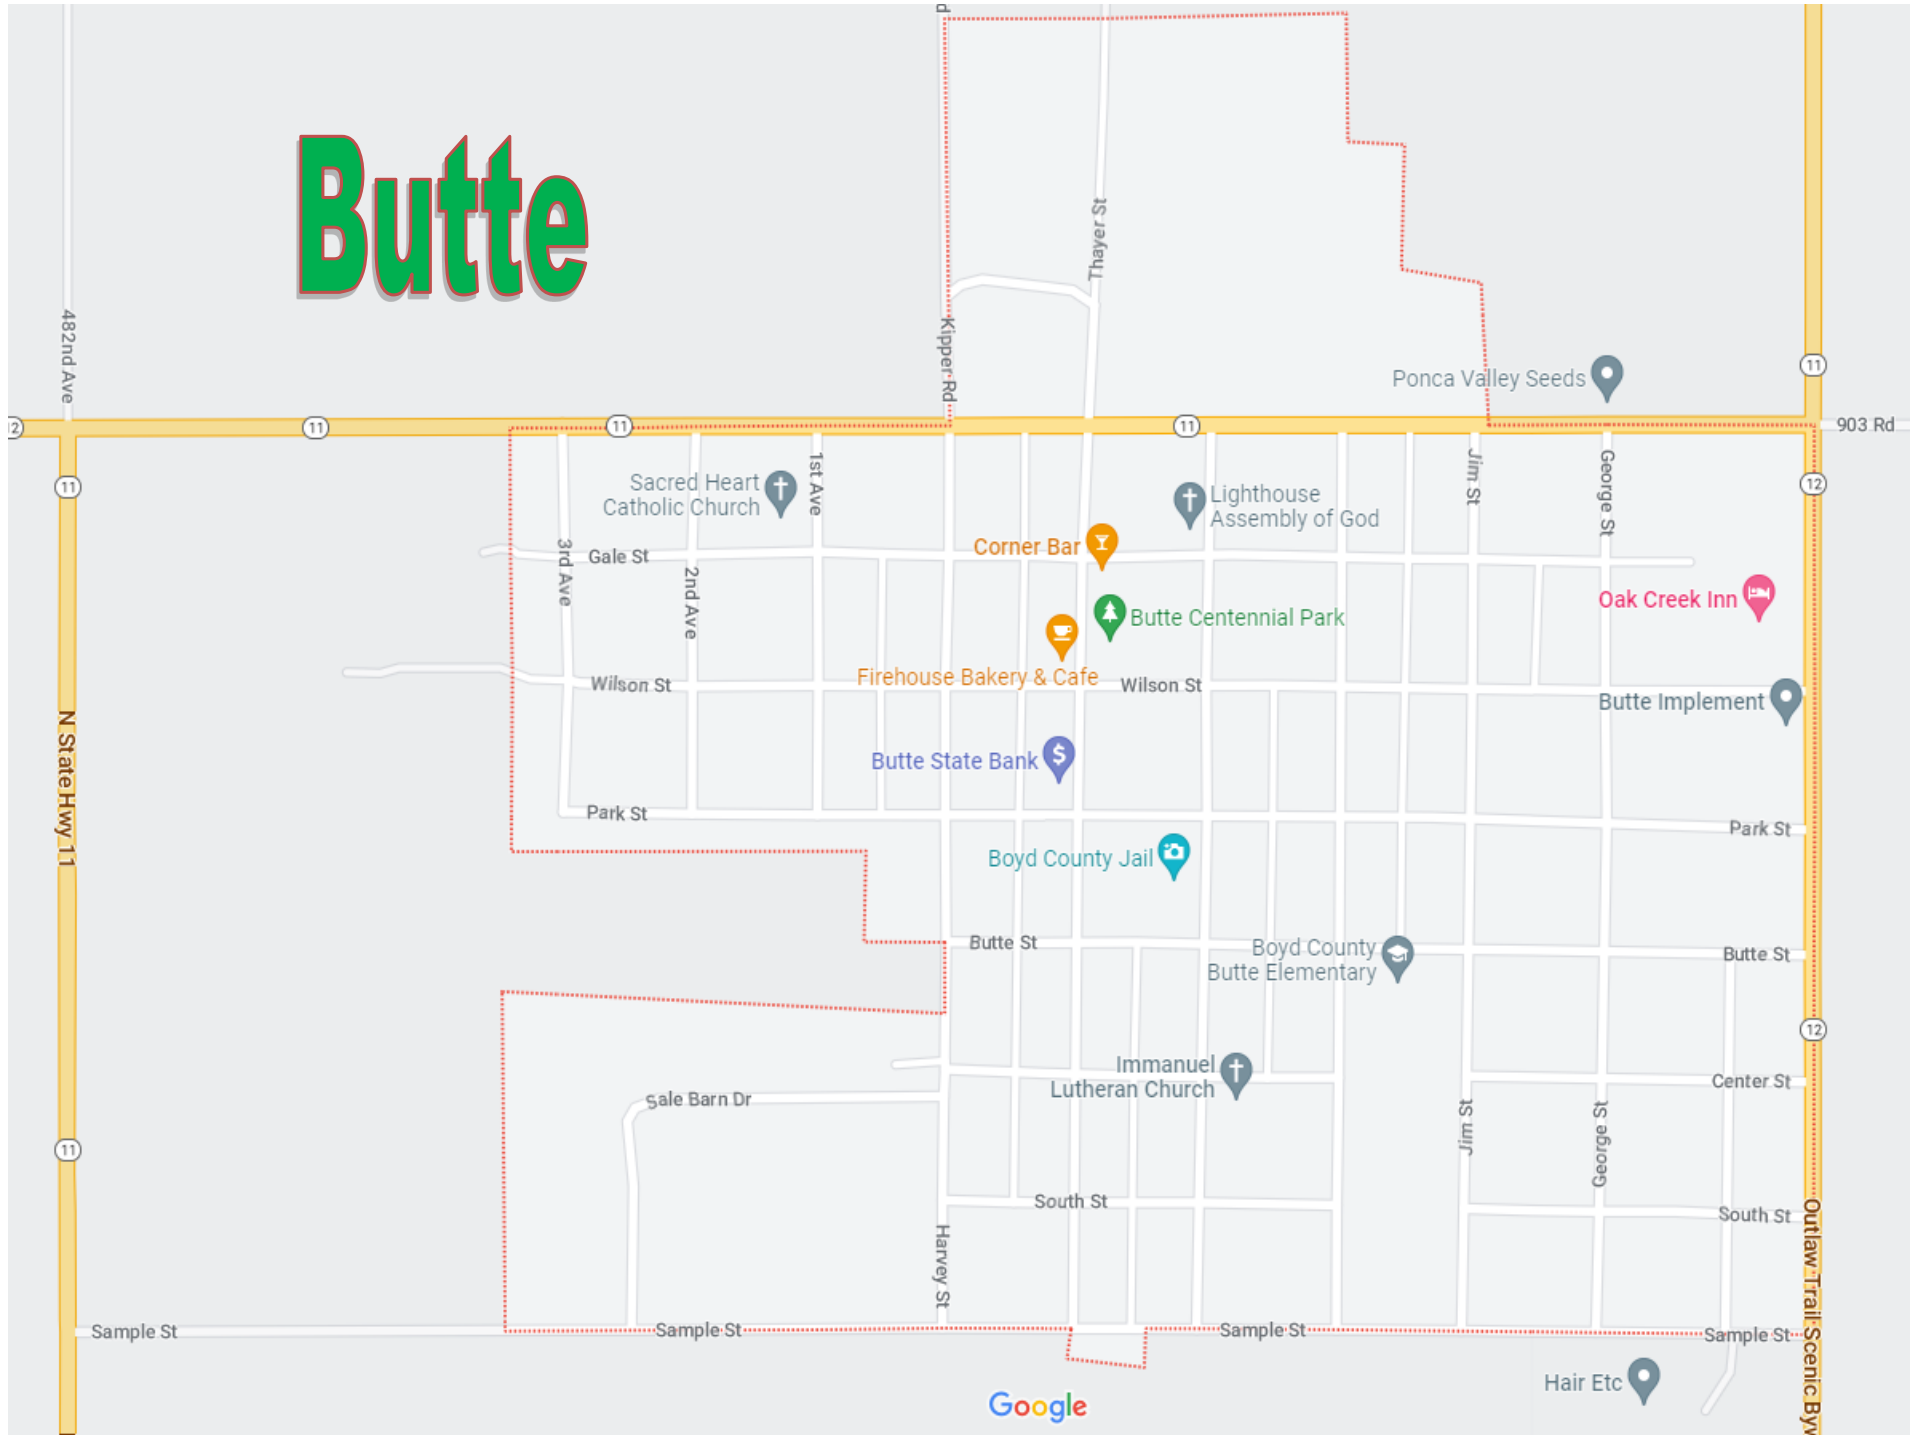 d
Butte
Thayer St
482nd Ave
Kipper Rd
Ponca Valley Seeds
11
12
11
11
11
903 Rd
11
12
Sacred Heart
Catholic Church
1st Ave
Lighthouse
Assembly of God
Jim St
George St
3rd Ave
Gale St
2nd Ave
Corner Bar
Butte Centennial Park
Oak Creek Inn
Firehouse Bakery & Cafe
Wilson St
Wilson St
Butte Implement
N State Hwy 11
Butte State Bank
Park St
Park St
Boyd County Jail
Butte St
Boyd County
Butte Elementary
Butte St
12
Immanuel
Lutheran Church
Center St
Sale Barn Dr
Jim St
George St
11
South St
South St
Harvey St
Outlaw Trail Scenic Byw
Sample St
Sample St
Sample St
Sample St
Hair Etc
Google